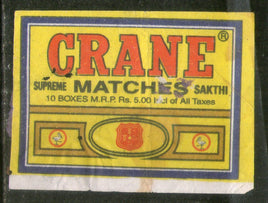 CRANE ®
SUPREME MATCHES SAKTHI
10 BOXES M.R.P. Rs. 5.00 Incl of All Taxes